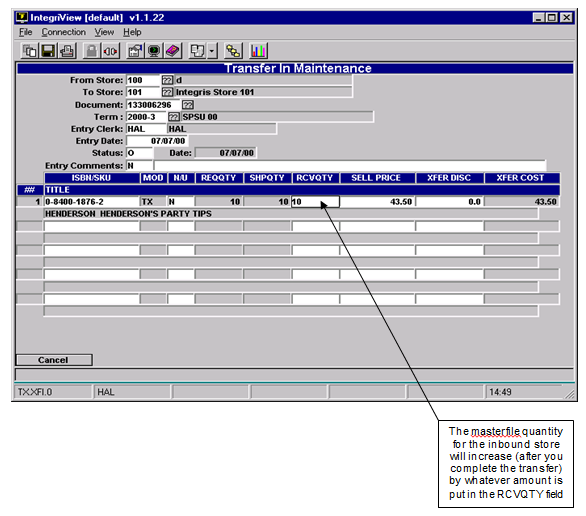 IntegriView [default] v1.1.22
File Connection View Help
Transfer In Maintenance
From Store: 100 ?? d
To Store: 101 ?? Integris Store 101
Document: 133006296 ??
Term : 2000-3 ?? SPSU 00
Entry Clerk: HAL HAL
Entry Date: 07/07/00
Status: O Date: 07/07/00
Entry Comments: N
ISBN/SKU MOD N/U REQQTY SHPQTY RCVQTY SELL PRICE XFER DISC XFER COST
## TITLE
1 0-8400-1876-2 TX N 10 10 10 43.50 0.0 43.50
HENDERSON HENDERSON'S PARTY TIPS
Cancel
TX.XFI.0 HAL 14:49
The masterfile quantity
for the inbound store
will increase (after you
complete the transfer)
by whatever amount is
put in the RCVQTY field